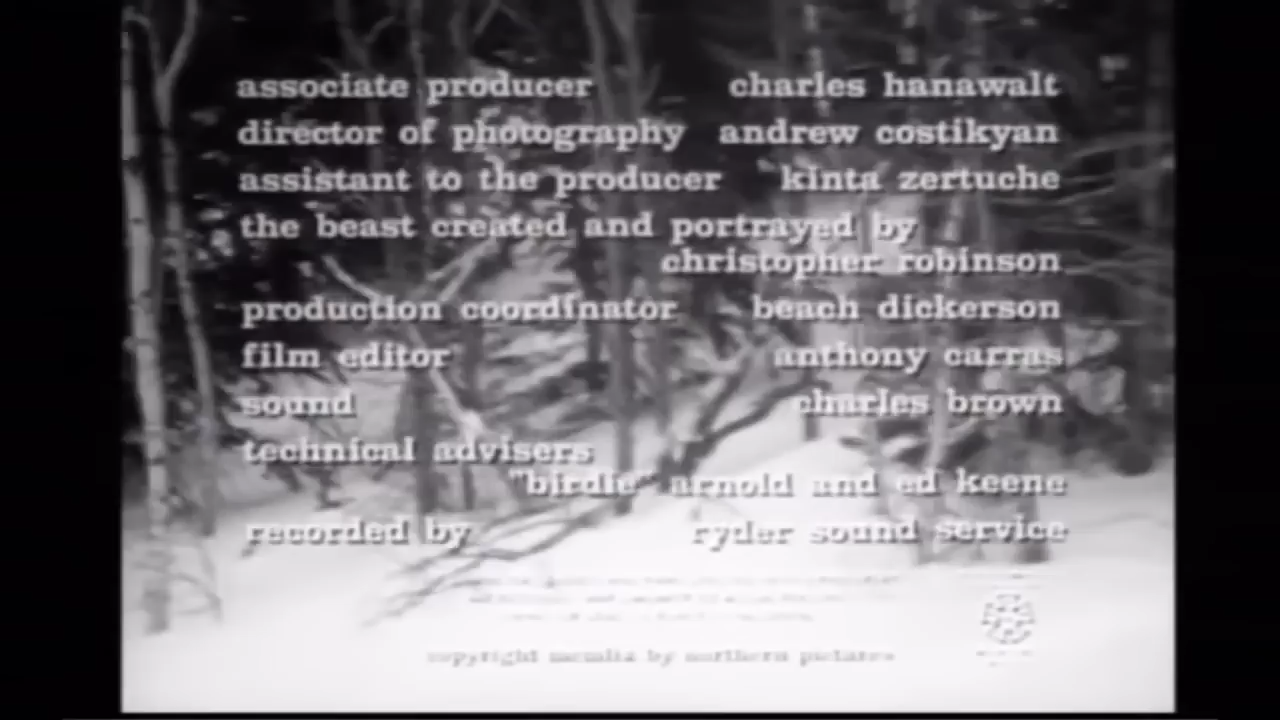 associate producer charles hanawalt
director of photography andrew costikyan
assistant to the producer kinta zertuche
the beast created and portrayed by
christopher robinson
production coordinator beach dickerson
film editor anthony carras
sound charles brown
technical advisers
"birdie" arnold and ed keene
recorded by ryder sound service
copyright mcmlix by northern pictures